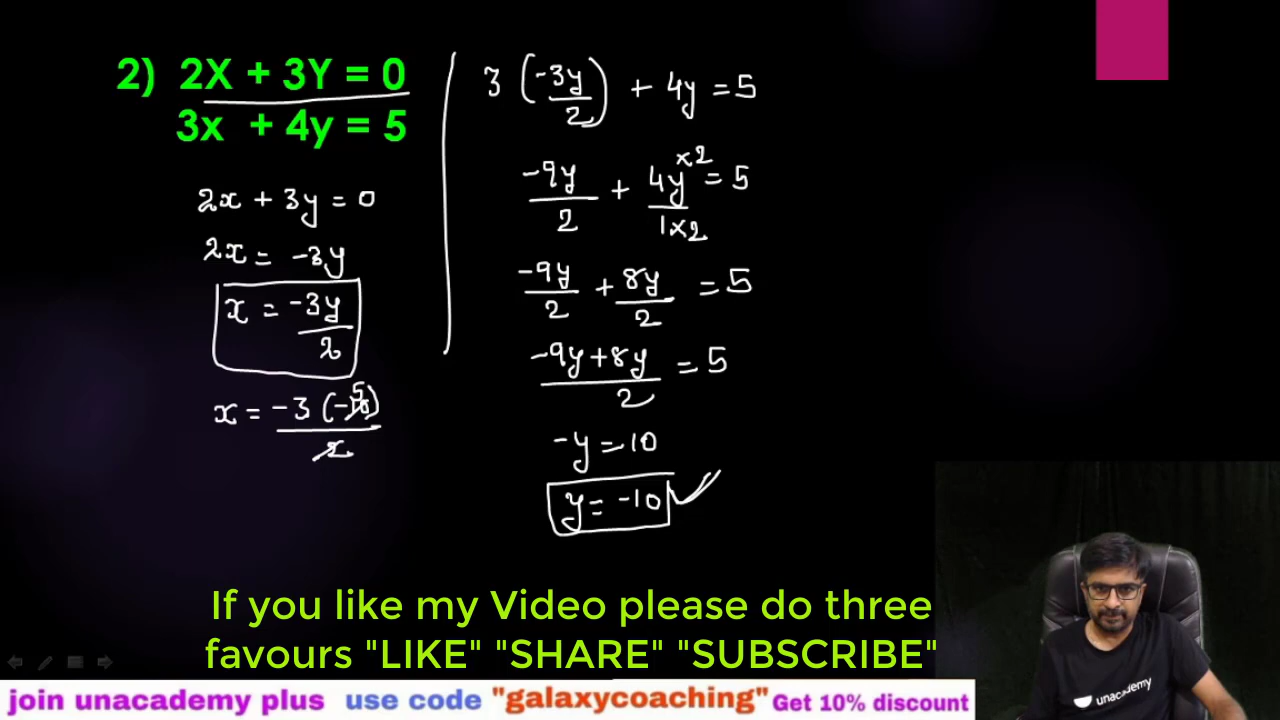 2) 2X + 3Y = 0
3x + 4y = 5
2x + 3y = 0
2x = -3y
x = -3y/2
x = -3 (-10)/2 5
3 (-3y/2) + 4y = 5
-9y/2 + 4y×2/1×2 = 5
-9y/2 + 8y/2 = 5
-9y+8y/2 = 5
-y = 10
y = -10 ✓
If you like my Video please do three
favours "LIKE" "SHARE" "SUBSCRIBE"
unacademy
join unacademy plus use code "galaxycoaching" Get 10% discount